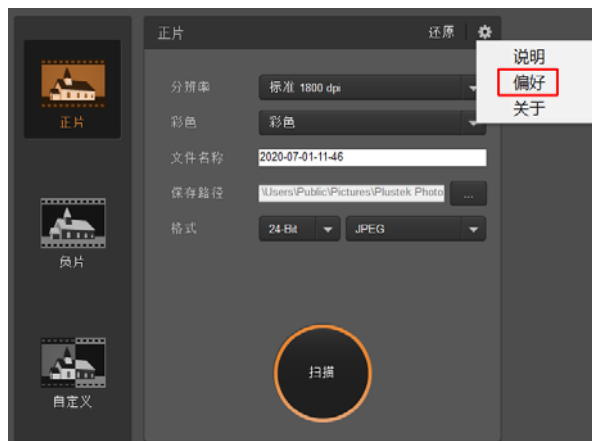 正片 还原
说明
偏好
关于
分辨率 标准 1800 dpi
正片
彩色 彩色
文件名称 2020-07-01-11-46
保存路径 \Users\Public\Pictures\Plustek Photo ...
格式 24-Bit JPEG
负片
扫描
自定义